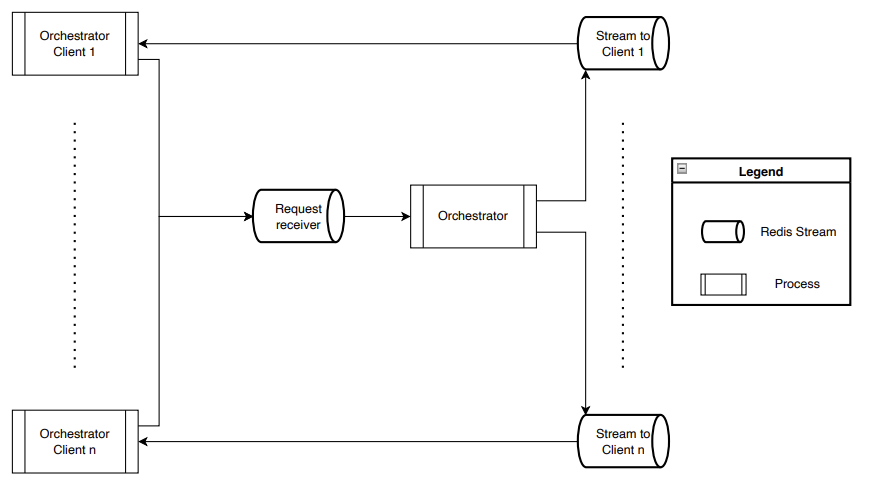 Orchestrator
Client 1
Stream to
Client 1
Request
receiver
Orchestrator
Legend
Redis Stream
Process
Orchestrator
Client n
Stream to
Client n